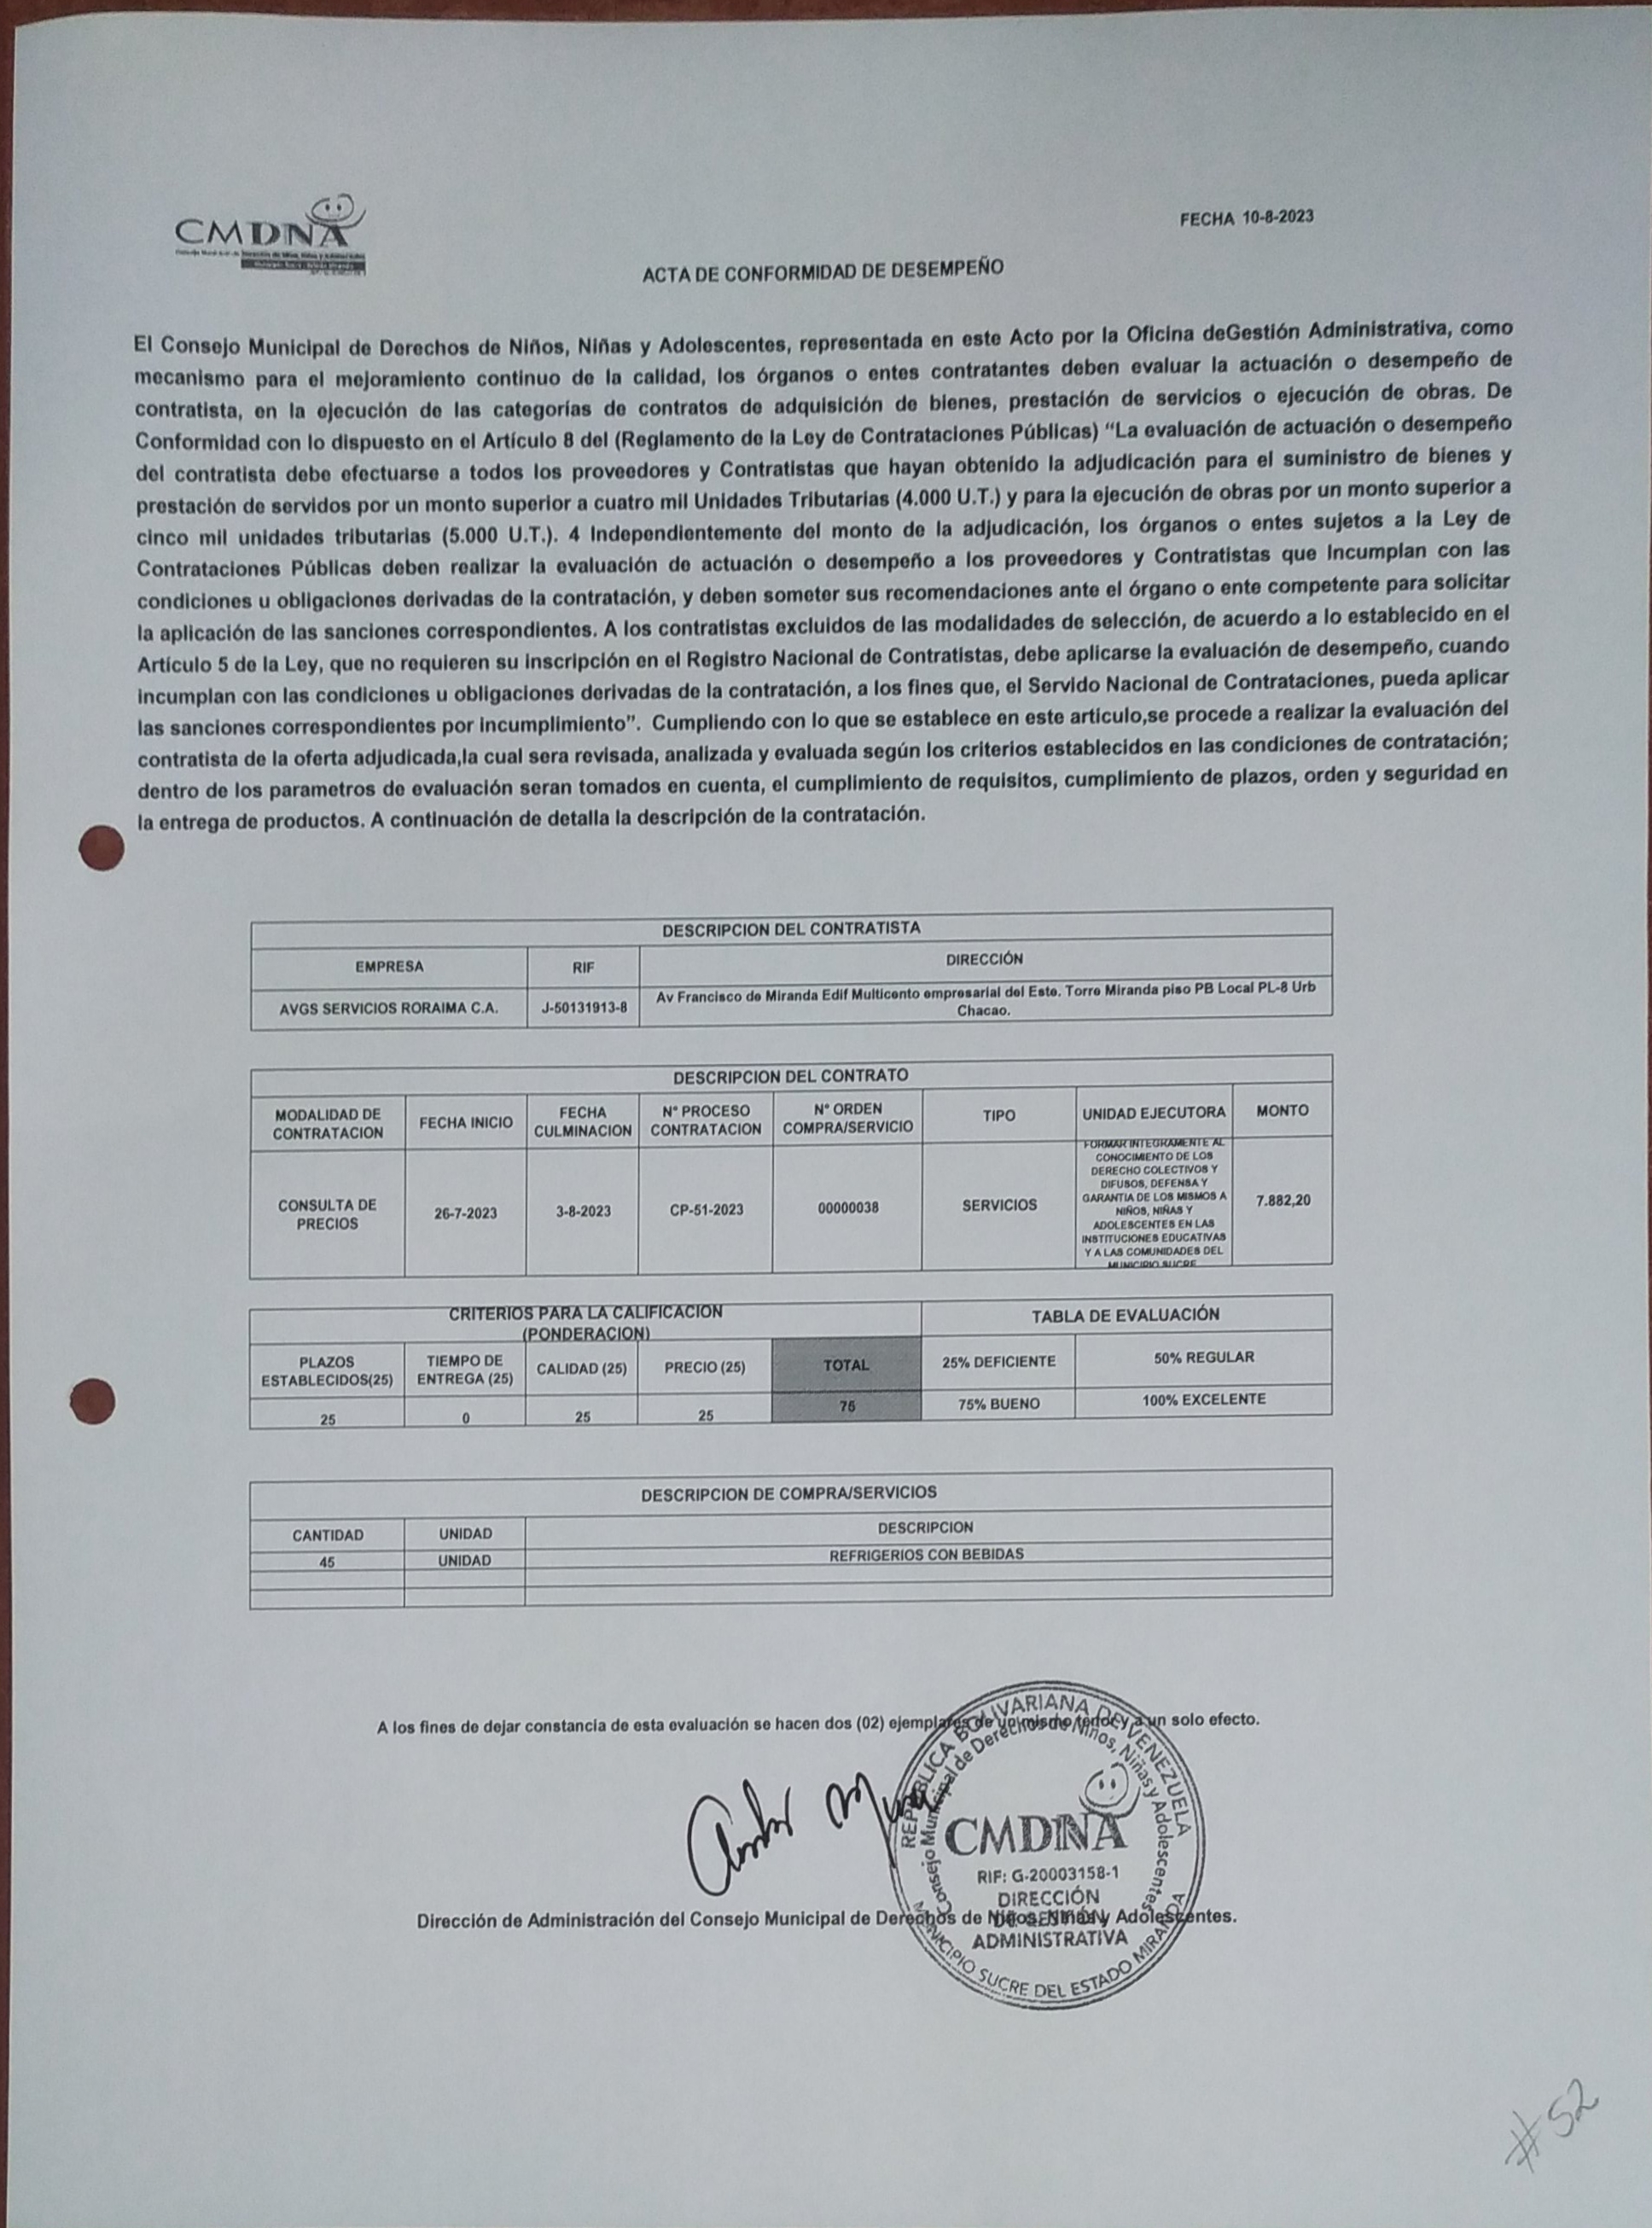 CMDNA
FECHA 10-8-2023
ACTA DE CONFORMIDAD DE DESEMPEÑO
El Consejo Municipal de Derechos de Niños, Niñas y Adolescentes, representada en este Acto por la Oficina deGestión Administrativa, como
mecanismo para el mejoramiento continuo de la calidad, los órganos o entes contratantes deben evaluar la actuación o desempeño de
contratista, en la ejecución de las categorías de contratos de adquisición de bienes, prestación de servicios o ejecución de obras. De
Conformidad con lo dispuesto en el Artículo 8 del (Reglamento de la Ley de Contrataciones Públicas) “La evaluación de actuación o desempeño
del contratista debe efectuarse a todos los proveedores y Contratistas que hayan obtenido la adjudicación para el suministro de bienes y
prestación de servidos por un monto superior a cuatro mil Unidades Tributarias (4.000 U.T.) y para la ejecución de obras por un monto superior a
cinco mil unidades tributarias (5.000 U.T.). 4 Independientemente del monto de la adjudicación, los órganos o entes sujetos a la Ley de
Contrataciones Públicas deben realizar la evaluación de actuación o desempeño a los proveedores y Contratistas que Incumplan con las
condiciones u obligaciones derivadas de la contratación, y deben someter sus recomendaciones ante el órgano o ente competente para solicitar
la aplicación de las sanciones correspondientes. A los contratistas excluidos de las modalidades de selección, de acuerdo a lo establecido en el
Artículo 5 de la Ley, que no requieren su inscripción en el Registro Nacional de Contratistas, debe aplicarse la evaluación de desempeño, cuando
incumplan con las condiciones u obligaciones derivadas de la contratación, a los fines que, el Servido Nacional de Contrataciones, pueda aplicar
las sanciones correspondientes por incumplimiento”. Cumpliendo con lo que se establece en este articulo,se procede a realizar la evaluación del
contratista de la oferta adjudicada,la cual sera revisada, analizada y evaluada según los criterios establecidos en las condiciones de contratación;
dentro de los parametros de evaluación seran tomados en cuenta, el cumplimiento de requisitos, cumplimiento de plazos, orden y seguridad en
la entrega de productos. A continuación de detalla la descripción de la contratación.
DESCRIPCION DEL CONTRATISTA
EMPRESA RIF DIRECCIÓN
AVGS SERVICIOS RORAIMA C.A. J-50131913-8 Av Francisco de Miranda Edif Multicento empresarial del Este. Torre Miranda piso PB Local PL-8 Urb
Chacao.
DESCRIPCION DEL CONTRATO
MODALIDAD DE CONTRATACION FECHA INICIO FECHA CULMINACION N° PROCESO CONTRATACION N° ORDEN COMPRA/SERVICIO TIPO UNIDAD EJECUTORA MONTO
CONSULTA DE PRECIOS 26-7-2023 3-8-2023 CP-51-2023 00000038 SERVICIOS
FORMAR INTEGRAMENTE AL
CONOCIMIENTO DE LOS
DERECHO COLECTIVOS Y
DIFUSOS, DEFENSA Y
GARANTIA DE LOS MISMOS A
NIÑOS, NIÑAS Y
ADOLESCENTES EN LAS
INSTITUCIONES EDUCATIVAS
Y A LAS COMUNIDADES DEL
MUNICIPIO SUCRE
7.882,20
CRITERIOS PARA LA CALIFICACION
(PONDERACION)
TABLA DE EVALUACIÓN
PLAZOS ESTABLECIDOS(25) TIEMPO DE ENTREGA (25) CALIDAD (25) PRECIO (25) TOTAL 25% DEFICIENTE 50% REGULAR
25 0 25 25 75 75% BUENO 100% EXCELENTE
DESCRIPCION DE COMPRA/SERVICIOS
CANTIDAD UNIDAD DESCRIPCION
45 UNIDAD REFRIGERIOS CON BEBIDAS
A los fines de dejar constancia de esta evaluación se hacen dos (02) ejemplares de un mismo tenor y a un solo efecto.
REPUBLICA BOLIVARIANA DE VENEZUELA
Consejo Municipal de Derechos de Niños, Niñas y Adolescentes
CMDNA
RIF: G-20003158-1
DIRECCIÓN
DE GESTIÓN
ADMINISTRATIVA
MUNICIPIO SUCRE DEL ESTADO MIRANDA
Dirección de Administración del Consejo Municipal de Derechos de Niños, Niñas y Adolescentes.
#52